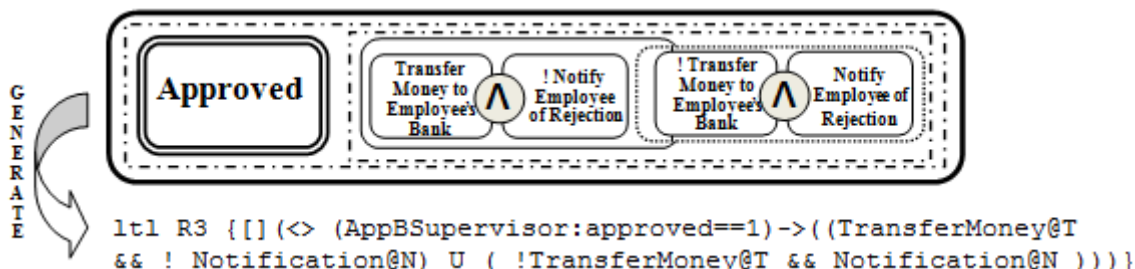 GENERATE
Approved
Transfer
Money to
Employee's
Bank
Λ
! Notify
Employee
of Rejection
! Transfer
Money to
Employee's
Bank
Λ
Notify
Employee of
Rejection
ltl R3 {[](<> (AppBSupervisor:approved==1)->((TransferMoney@T
&& ! Notification@N) U ( !TransferMoney@T && Notification@N )))}